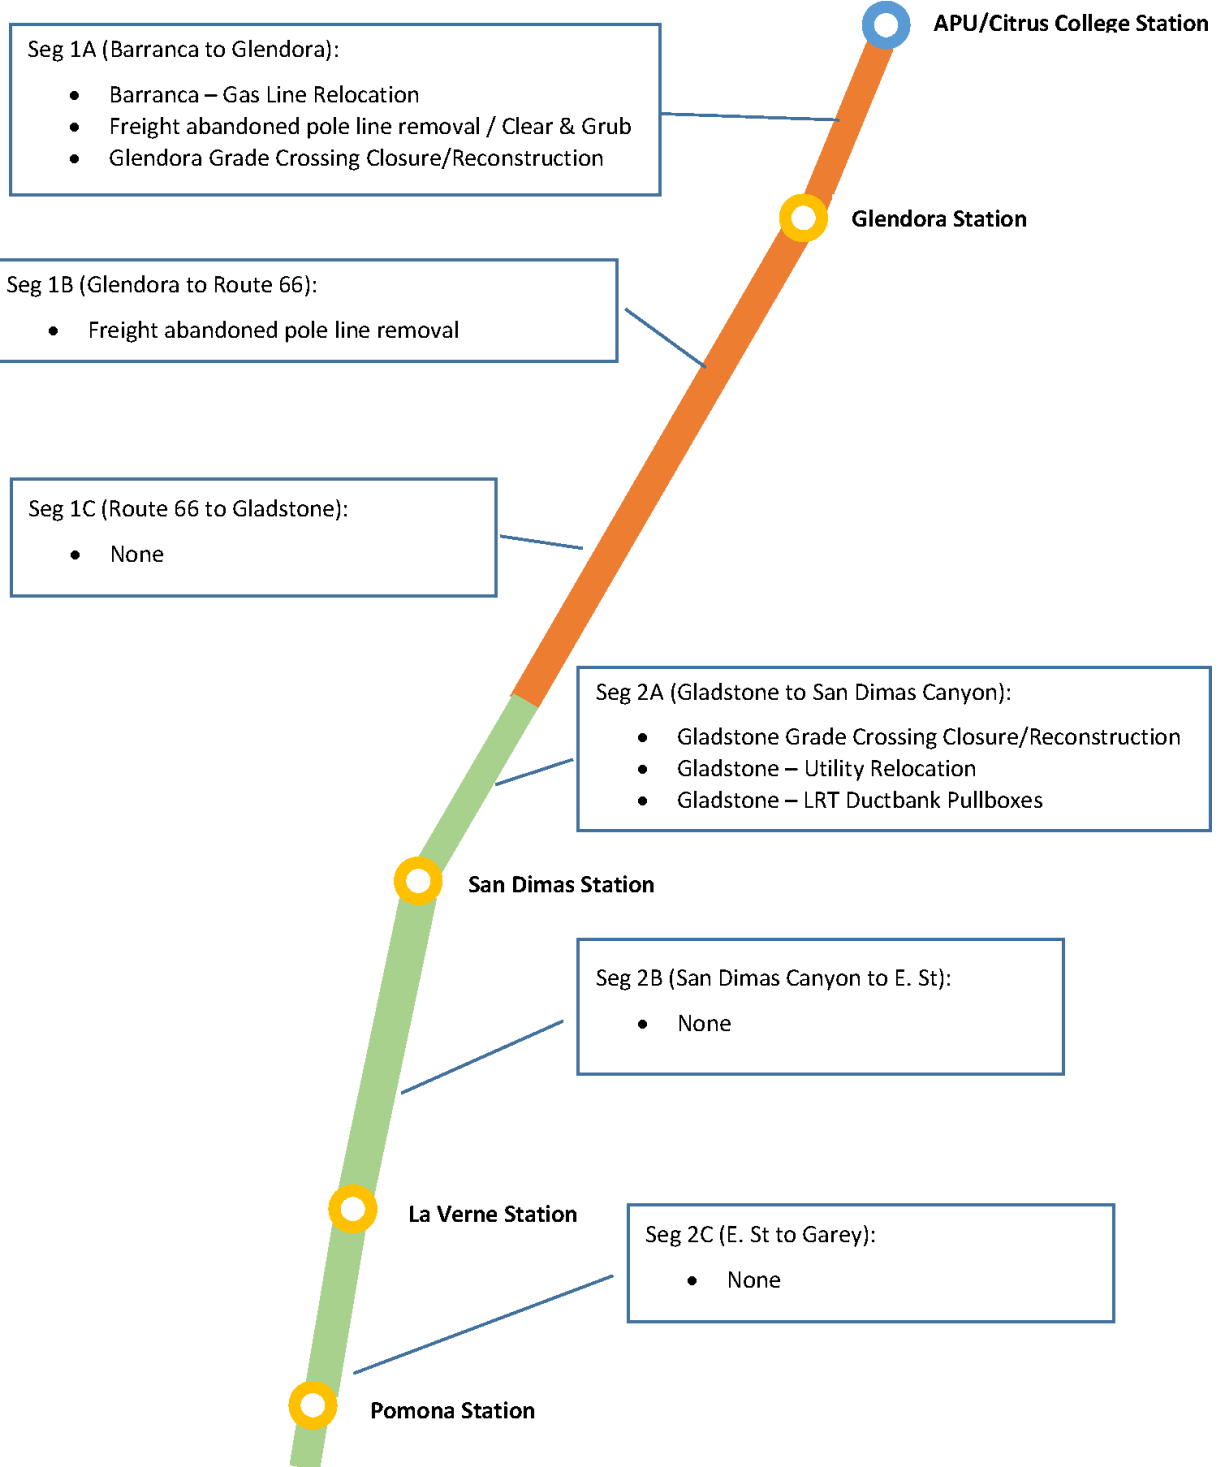 APU/Citrus College Station
Seg 1A (Barranca to Glendora):
• Barranca – Gas Line Relocation
• Freight abandoned pole line removal / Clear & Grub
• Glendora Grade Crossing Closure/Reconstruction
Glendora Station
Seg 1B (Glendora to Route 66):
• Freight abandoned pole line removal
Seg 1C (Route 66 to Gladstone):
• None
Seg 2A (Gladstone to San Dimas Canyon):
• Gladstone Grade Crossing Closure/Reconstruction
• Gladstone – Utility Relocation
• Gladstone – LRT Ductbank Pullboxes
San Dimas Station
Seg 2B (San Dimas Canyon to E. St):
• None
La Verne Station
Seg 2C (E. St to Garey):
• None
Pomona Station